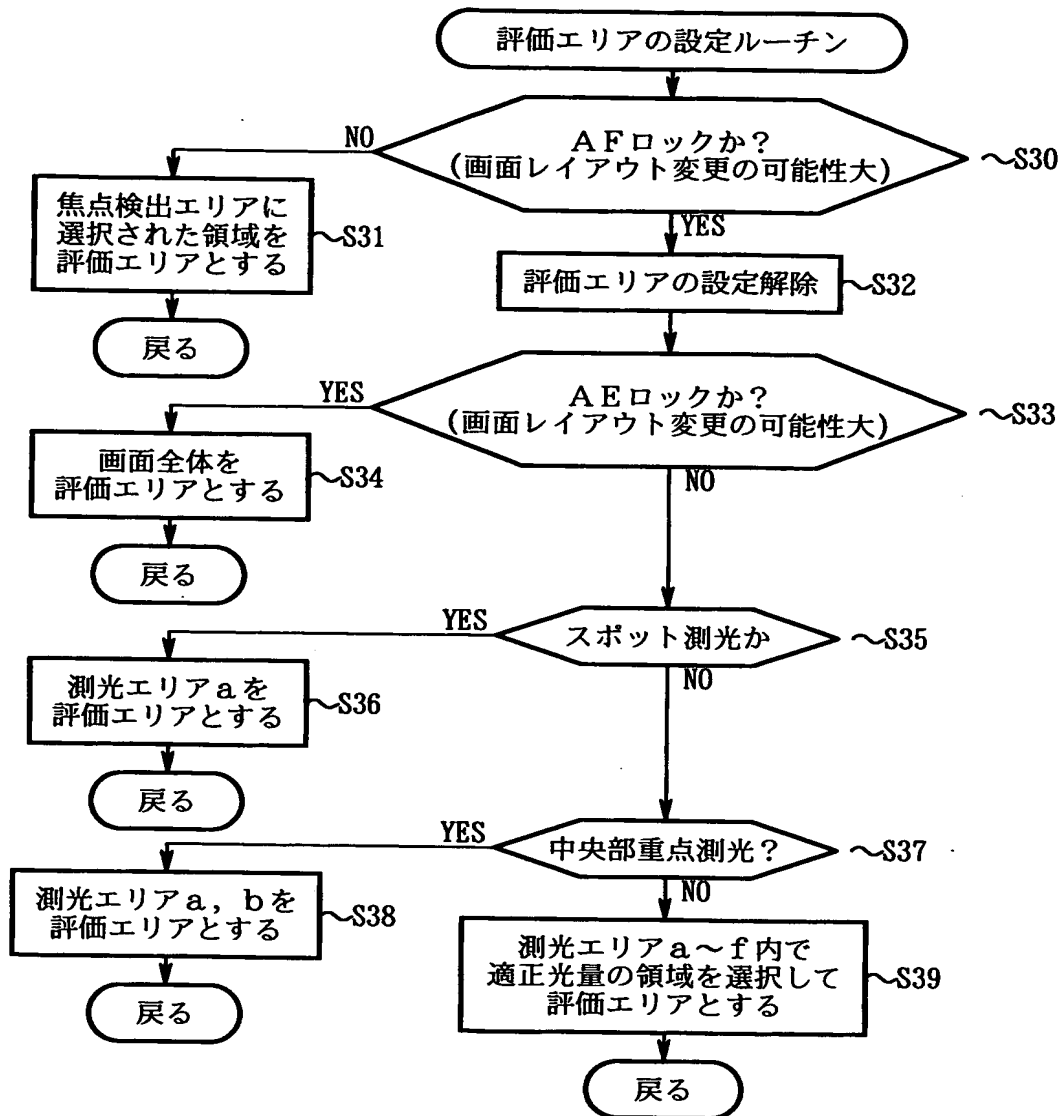 評価エリアの設定ルーチン
AFロックか？
(画面レイアウト変更の可能性大)
~S30
NO
YES
焦点検出エリアに
選択された領域を
評価エリアとする
~S31
戻る
評価エリアの設定解除
~S32
AEロックか？
(画面レイアウト変更の可能性大)
~S33
YES
NO
画面全体を
評価エリアとする
~S34
戻る
スポット測光か
~S35
YES
NO
測光エリアaを
評価エリアとする
~S36
戻る
中央部重点測光？
~S37
YES
NO
測光エリアa，bを
評価エリアとする
~S38
戻る
測光エリアa～f内で
適正光量の領域を選択して
評価エリアとする
~S39
戻る